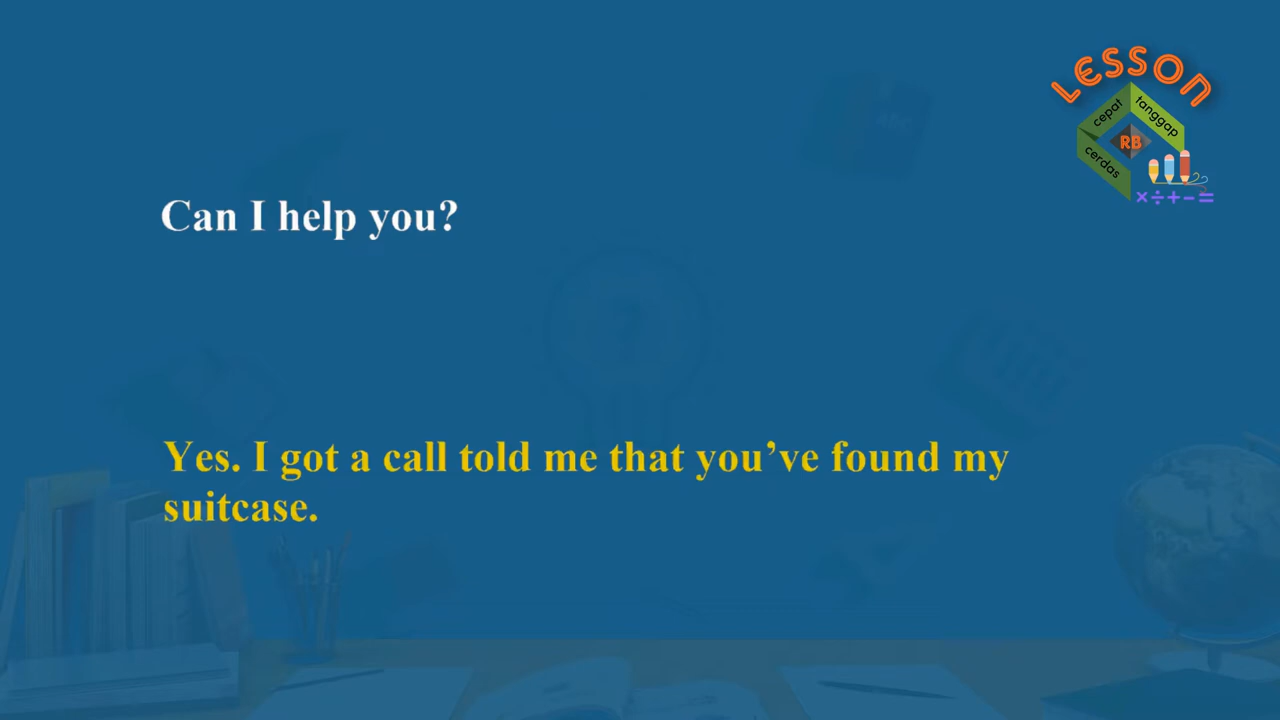 LESSON
cepat
tanggap
RB
cerdas
×÷+−=
Can I help you?
Yes. I got a call told me that you’ve found my
suitcase.